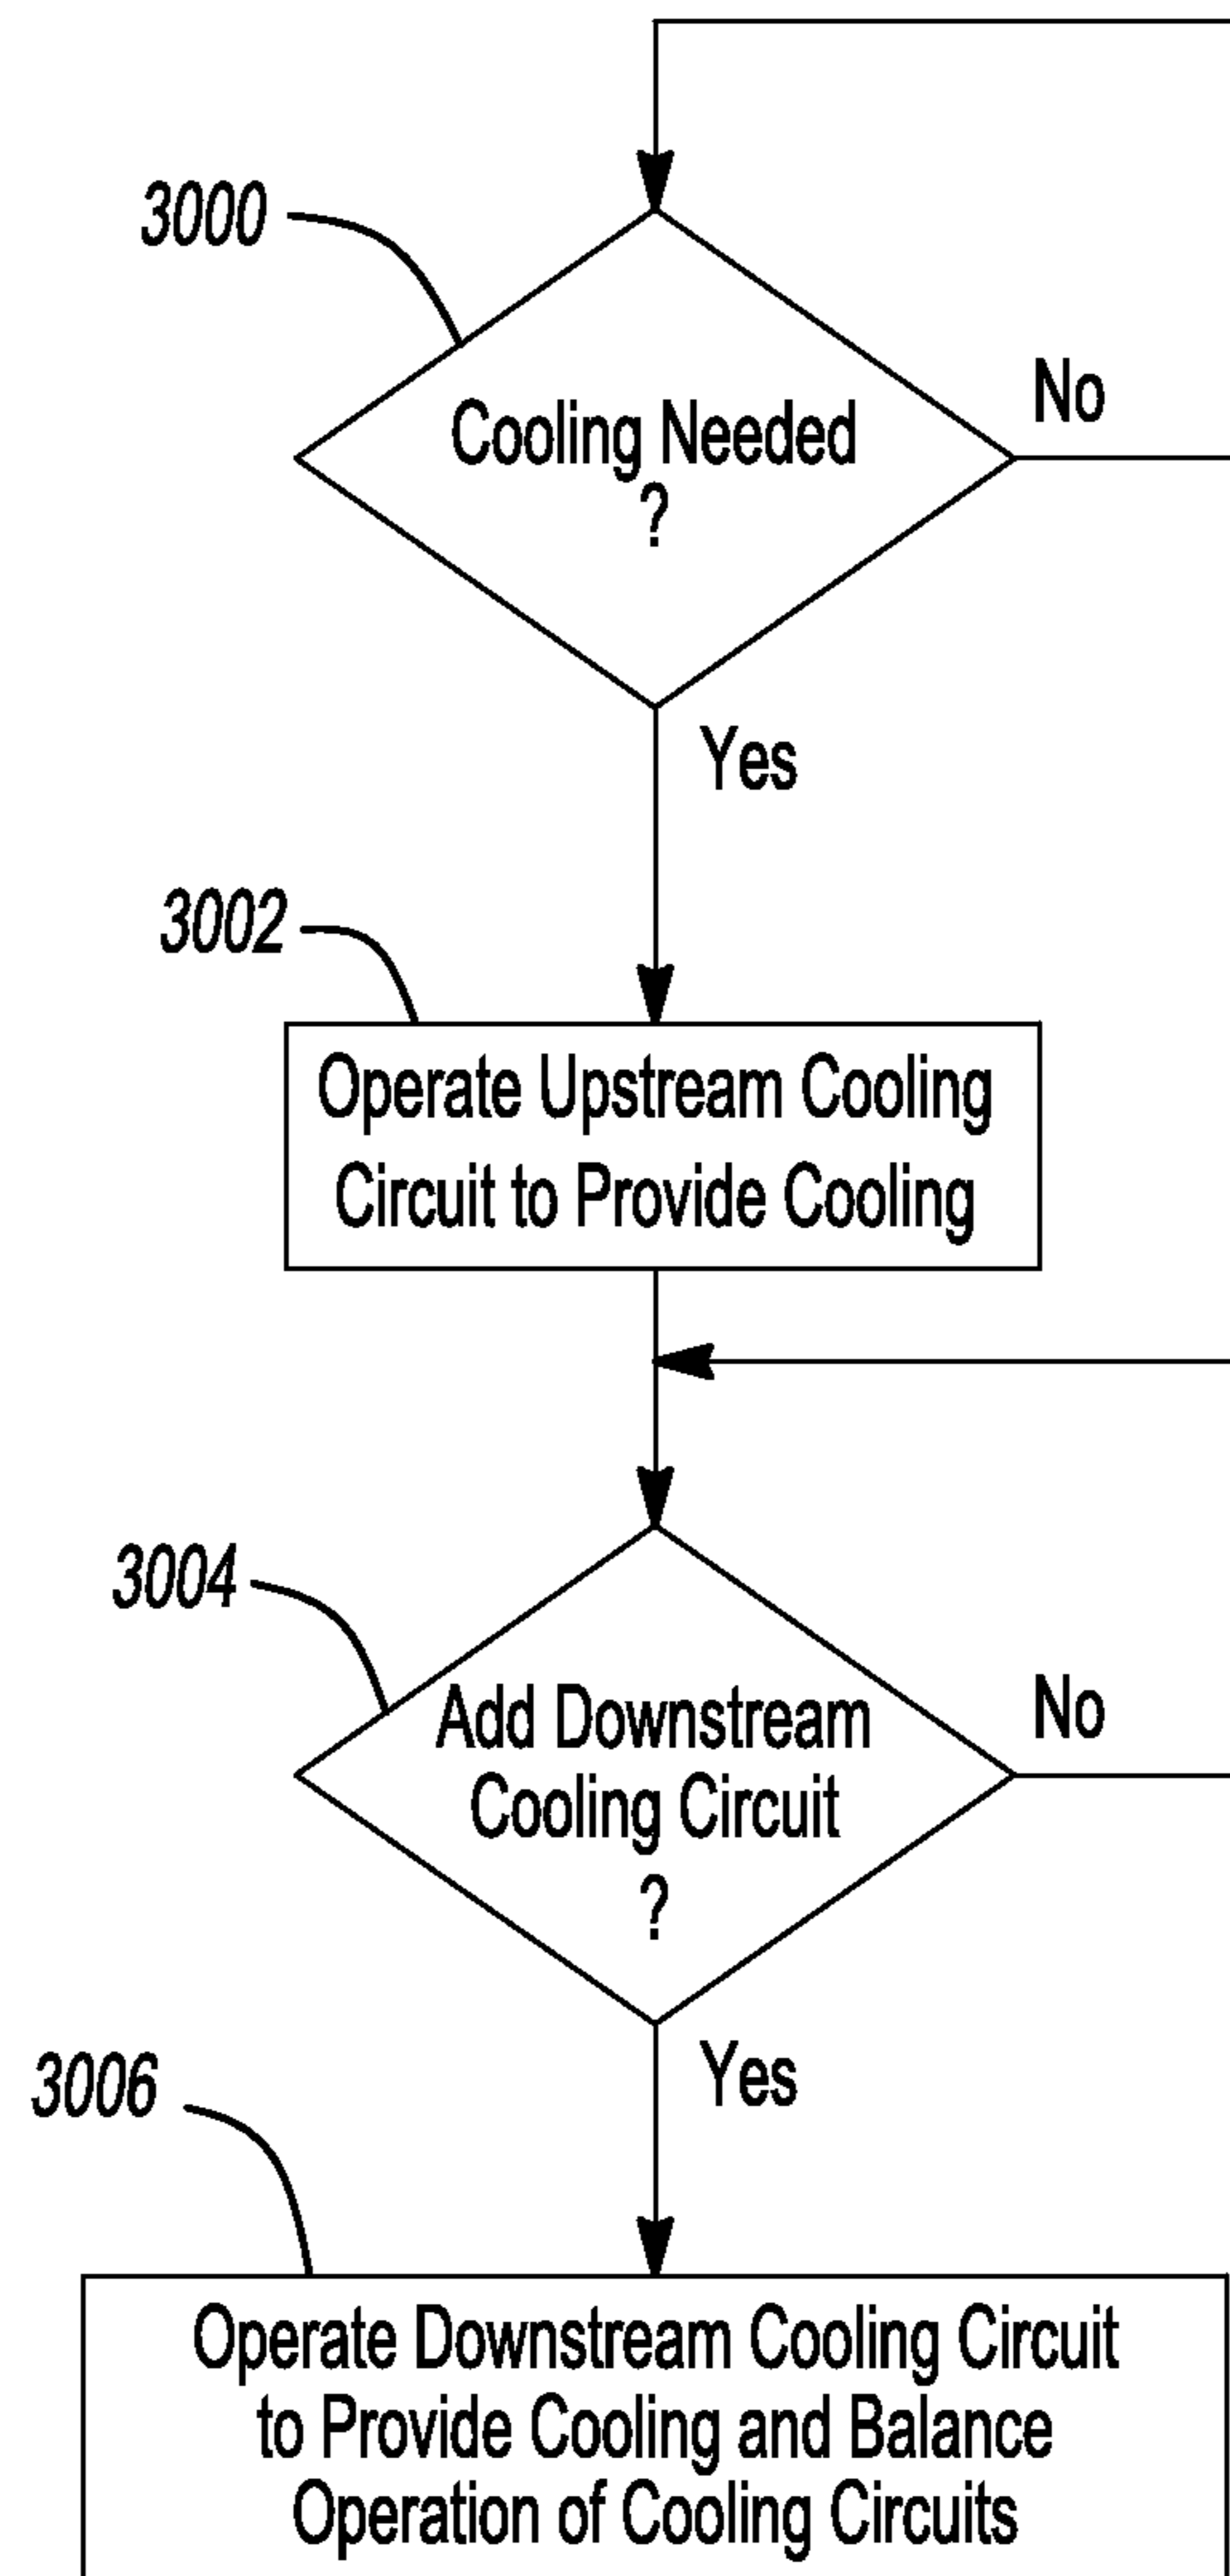 3000
Cooling Needed
?
No
Yes
3002
Operate Upstream Cooling
Circuit to Provide Cooling
3004
Add Downstream
Cooling Circuit
?
No
Yes
3006
Operate Downstream Cooling Circuit
to Provide Cooling and Balance
Operation of Cooling Circuits